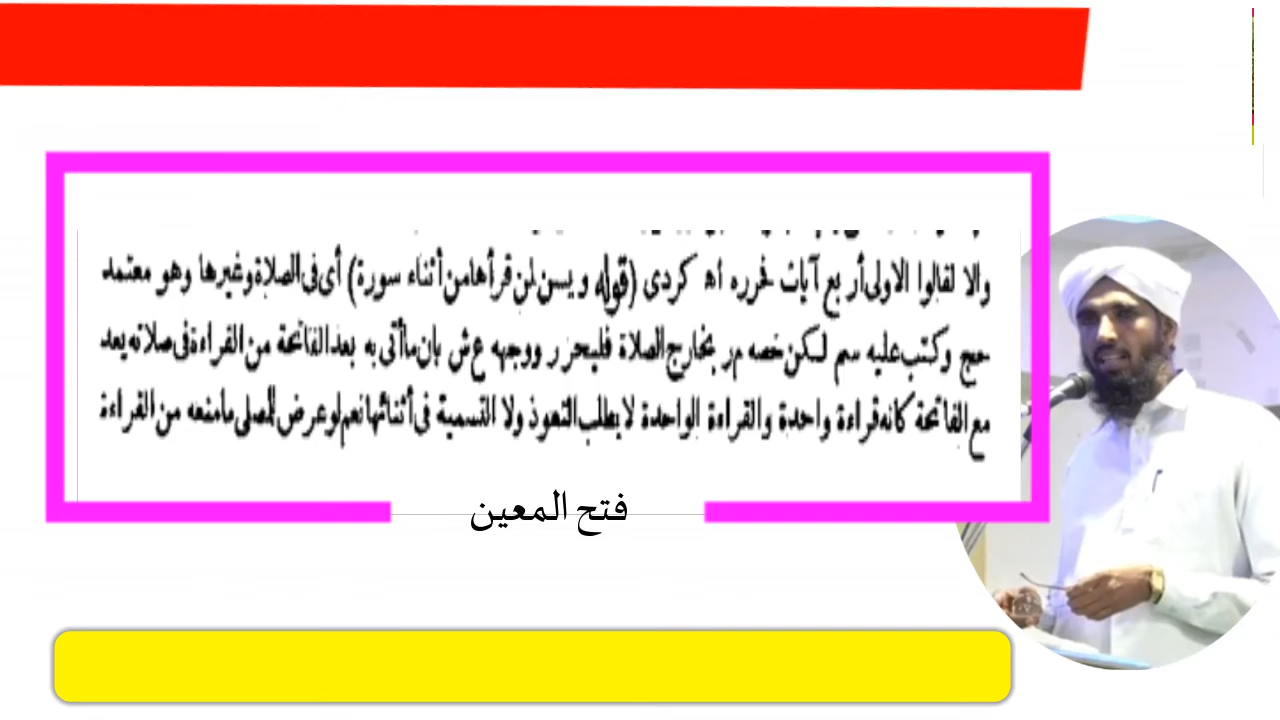 والا لقالوا الاولى أربع آيات فحرره اه كردى (قوله ويسن لمن قرأها من أثناء سورة) أى فى الصلاة وغيرها وهو معتمد
حج وكتب عليه سم لكن خصه مر بخارج الصلاة فليحرر ووجهه ع ش بان ما أتى به بعد الفاتحة من القراءة فى صلاته يعد
مع الفاتحة كانه قراءة واحدة والقراءة الواحدة لا يطلب التعوذ ولا التسمية فى أثنائها نعم لو عرض للمصلى ما منعه من القراءة
فتح المعين